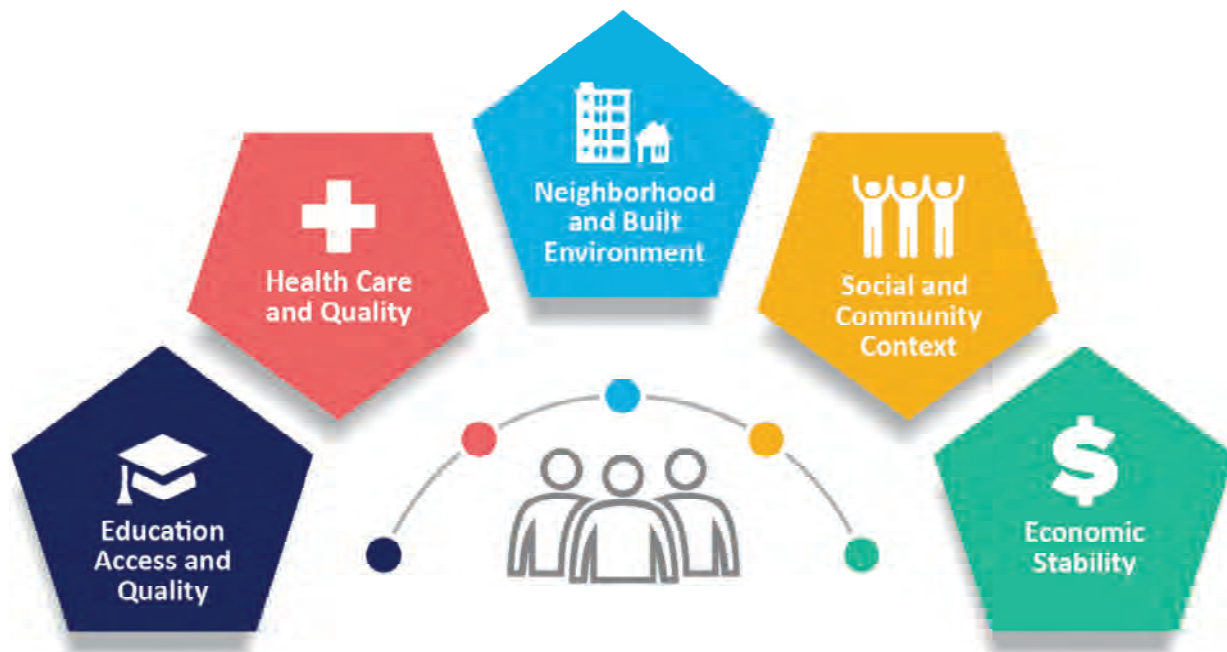 Education
Access and
Quality
Health Care
and Quality
Neighborhood
and Built
Environment
Social and
Community
Context
$
Economic
Stability